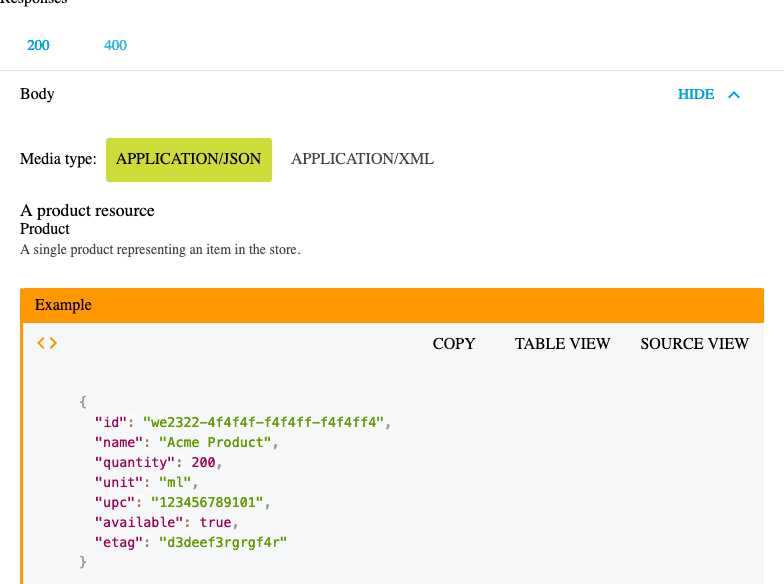 Responses
200 400
Body HIDE
Media type: APPLICATION/JSON APPLICATION/XML
A product resource
Product
A single product representing an item in the store.
Example
<> COPY TABLE VIEW SOURCE VIEW
{
"id": "we2322-4f4f4f-f4f4ff-f4f4ff4",
"name": "Acme Product",
"quantity": 200,
"unit": "ml",
"upc": "123456789101",
"available": true,
"etag": "d3deef3rgrgf4r"
}